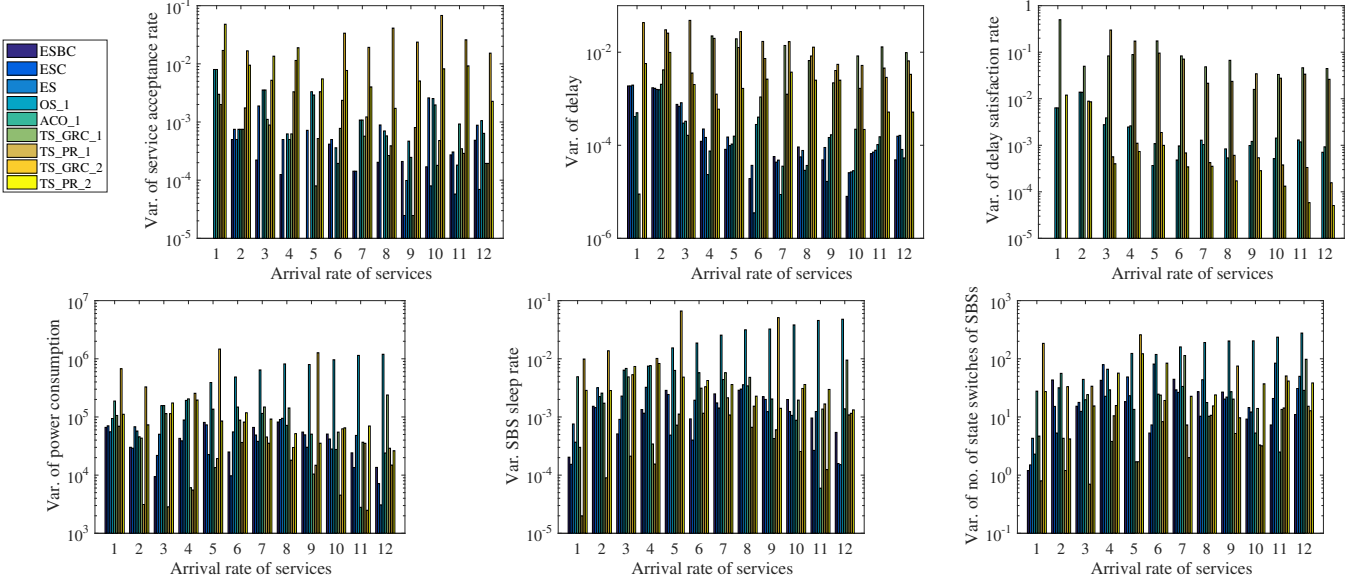 ESBC
ESC
ES
OS_1
ACO_1
TS_GRC_1
TS_PR_1
TS_GRC_2
TS_PR_2
Var. of service acceptance rate
10^-1
10^-2
10^-3
10^-4
10^-5
1 2 3 4 5 6 7 8 9 10 11 12
Arrival rate of services
Var. of delay
10^-2
10^-4
10^-6
1 2 3 4 5 6 7 8 9 10 11 12
Arrival rate of services
Var. of delay satisfaction rate
1
10^-1
10^-2
10^-3
10^-4
10^-5
1 2 3 4 5 6 7 8 9 10 11 12
Arrival rate of services
Var. of power consumption
10^7
10^6
10^5
10^4
10^3
1 2 3 4 5 6 7 8 9 10 11 12
Arrival rate of services
Var. SBS sleep rate
10^-1
10^-2
10^-3
10^-4
10^-5
1 2 3 4 5 6 7 8 9 10 11 12
Arrival rate of services
Var. of no. of state switches of SBSs
10^3
10^2
10^1
10^0
10^-1
1 2 3 4 5 6 7 8 9 10 11 12
Arrival rate of services